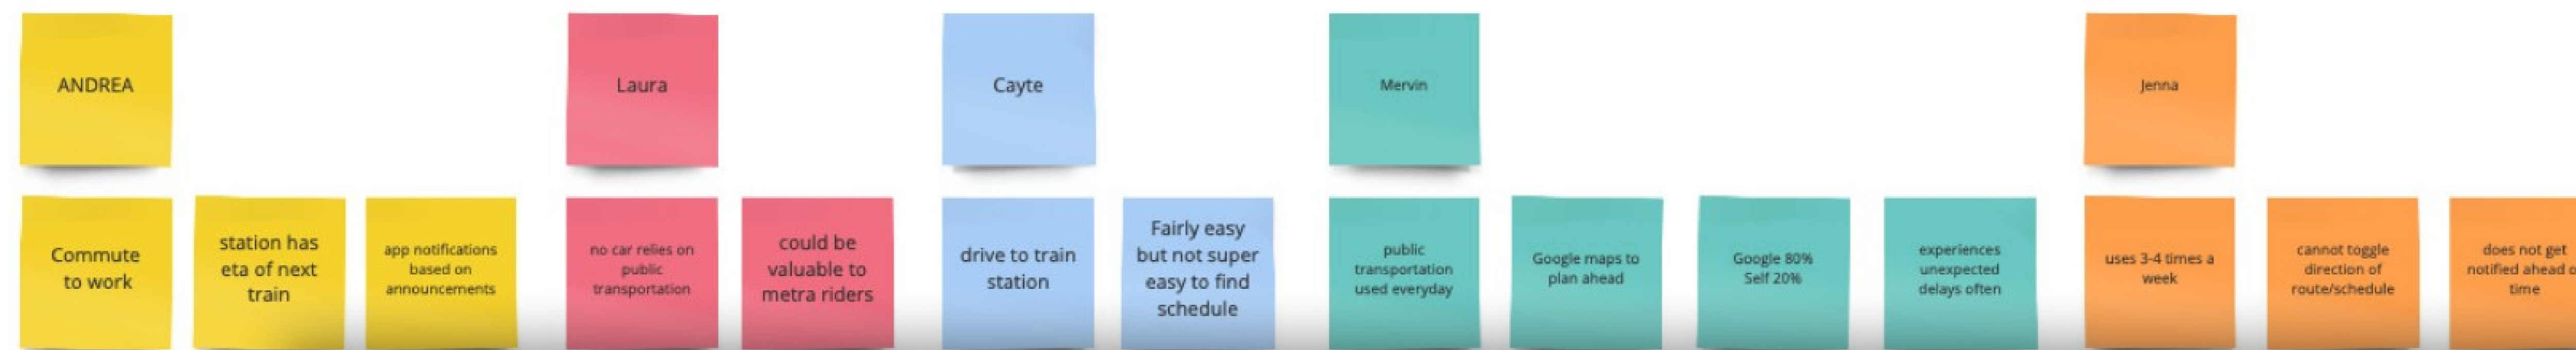 ANDREA
Laura
Cayte
Mervin
Jenna
Commute
to work
station has
eta of next
train
app notifications
based on
announcements
no car relies on
public
transportation
could be
valuable to
metra riders
drive to train
station
Fairly easy
but not super
easy to find
schedule
public
transportation
used everyday
Google maps to
plan ahead
Google 80%
Self 20%
experiences
unexpected
delays often
uses 3-4 times a
week
cannot toggle
direction of
route/schedule
does not get
notified ahead o
time